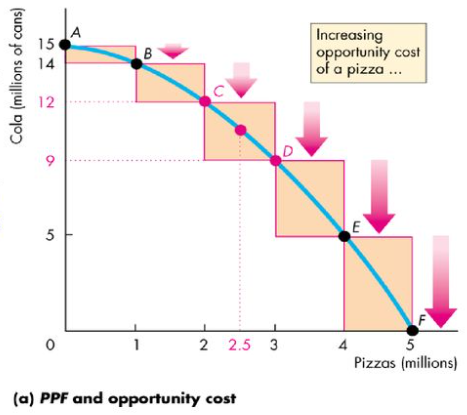 Cola (millions of cans)
Increasing
opportunity cost
of a pizza ...
15
14
12
9
5
0
1
2
2.5
3
4
5
A
B
C
D
E
F
Pizzas (millions)
(a) PPF and opportunity cost